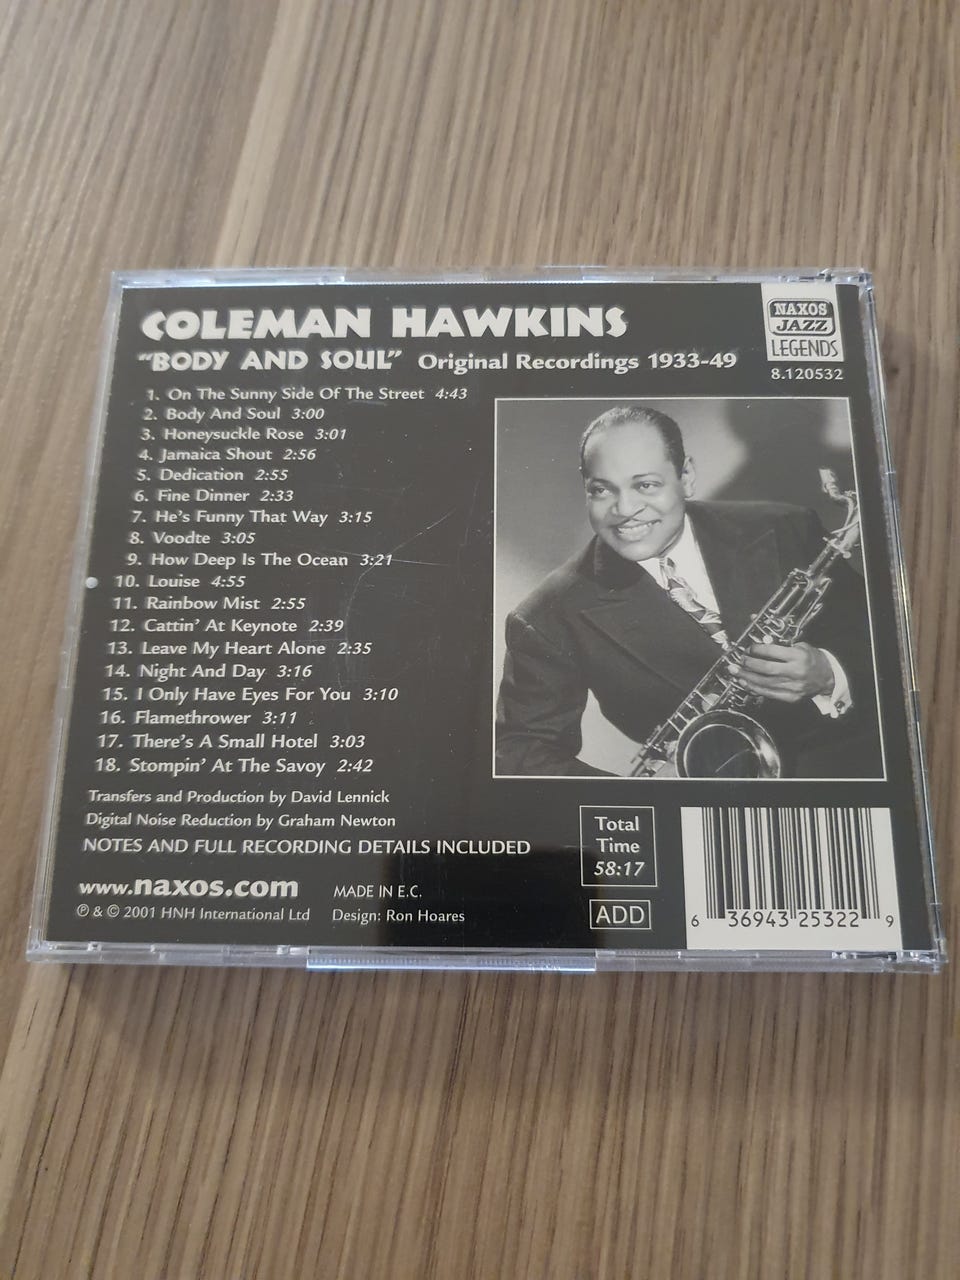 COLEMAN HAWKINS
"BODY AND SOUL" Original Recordings 1933-49
NAXOS
JAZZ
LEGENDS
8.120532
1. On The Sunny Side Of The Street 4:43
2. Body And Soul 3:00
3. Honeysuckle Rose 3:01
4. Jamaica Shout 2:56
5. Dedication 2:55
6. Fine Dinner 2:33
7. He's Funny That Way 3:15
8. Voodte 3:05
9. How Deep Is The Ocean 3:21
10. Louise 4:55
11. Rainbow Mist 2:55
12. Cattin' At Keynote 2:39
13. Leave My Heart Alone 2:35
14. Night And Day 3:16
15. I Only Have Eyes For You 3:10
16. Flamethrower 3:11
17. There's A Small Hotel 3:03
18. Stompin' At The Savoy 2:42
Transfers and Production by David Lennick
Digital Noise Reduction by Graham Newton
NOTES AND FULL RECORDING DETAILS INCLUDED
www.naxos.com MADE IN E.C.
℗ & © 2001 HNH International Ltd Design: Ron Hoares
Total
Time
58:17
ADD
6 36943 25322 9